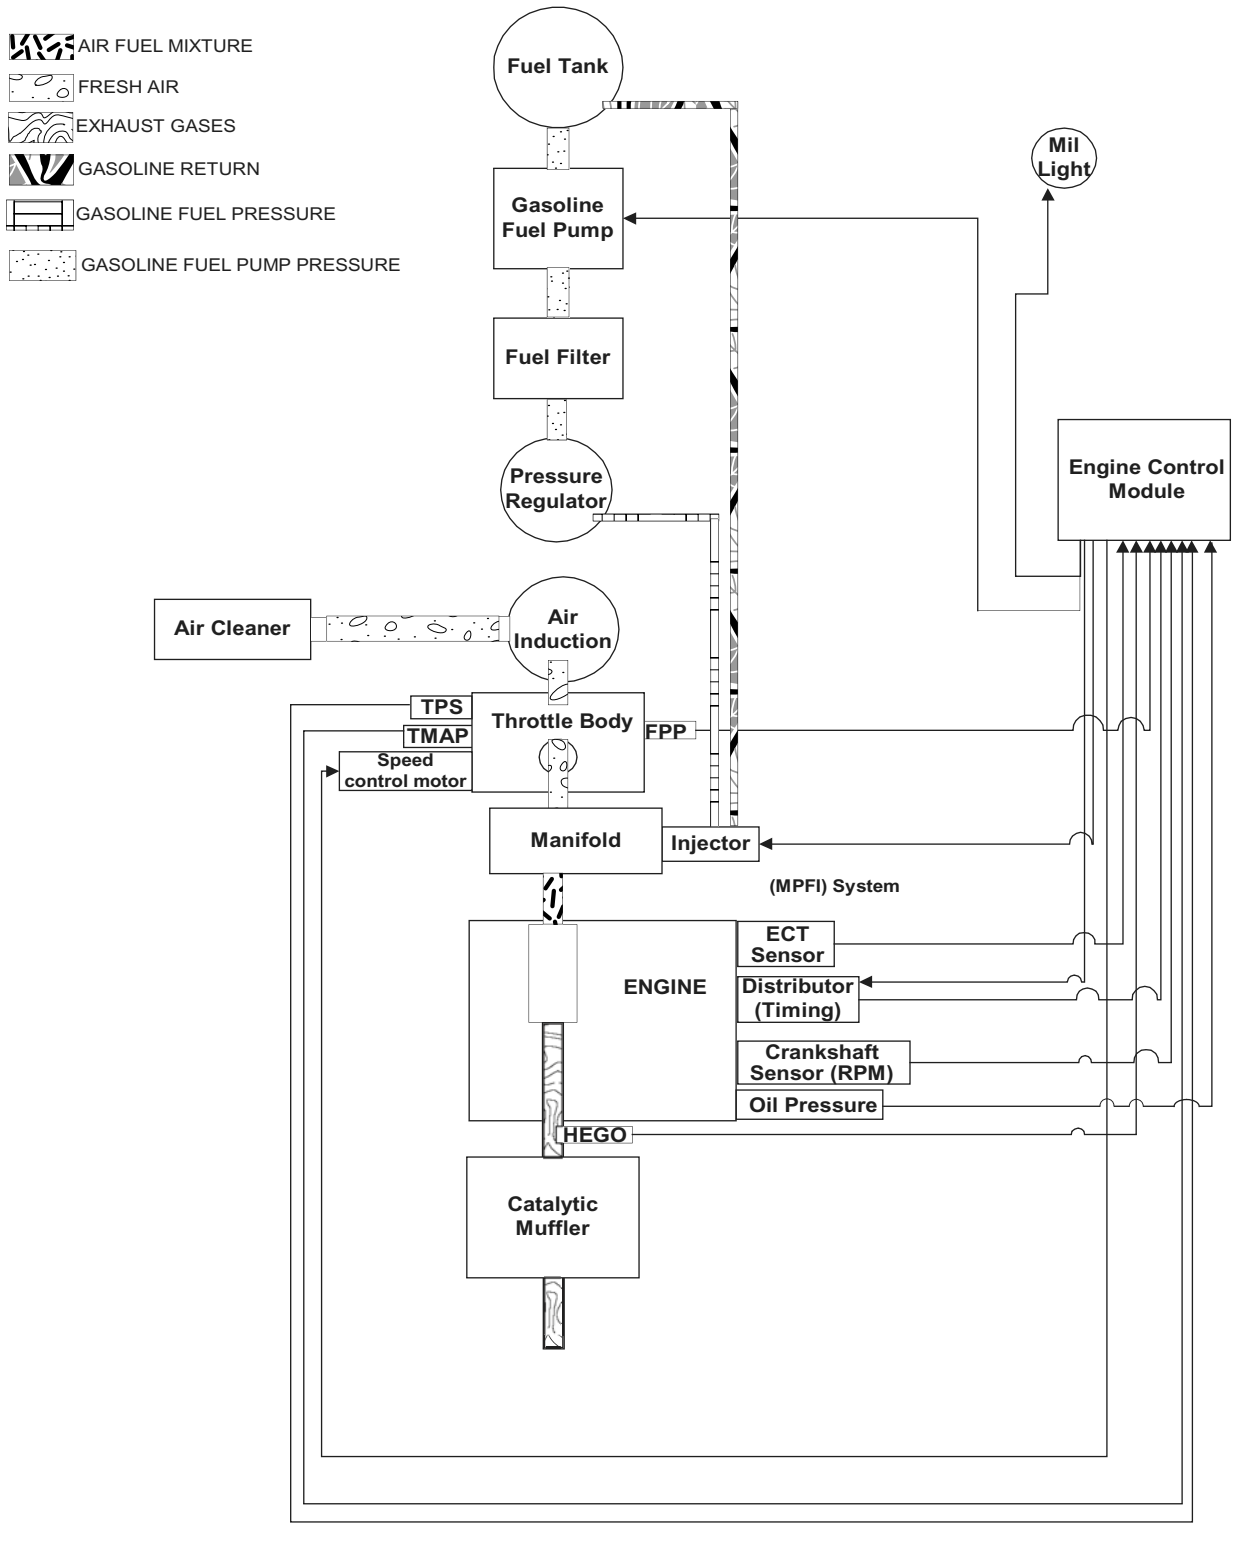 AIR FUEL MIXTURE
FRESH AIR
EXHAUST GASES
GASOLINE RETURN
GASOLINE FUEL PRESSURE
GASOLINE FUEL PUMP PRESSURE
Fuel Tank
Mil
Light
Gasoline
Fuel Pump
Fuel Filter
Engine Control
Module
Pressure
Regulator
Air Cleaner
Air
Induction
TPS
TMAP
Speed
control motor
Throttle Body
FPP
Manifold
Injector
(MPFI) System
ECT
Sensor
ENGINE
Distributor
(Timing)
Crankshaft
Sensor (RPM)
Oil Pressure
HEGO
Catalytic
Muffler